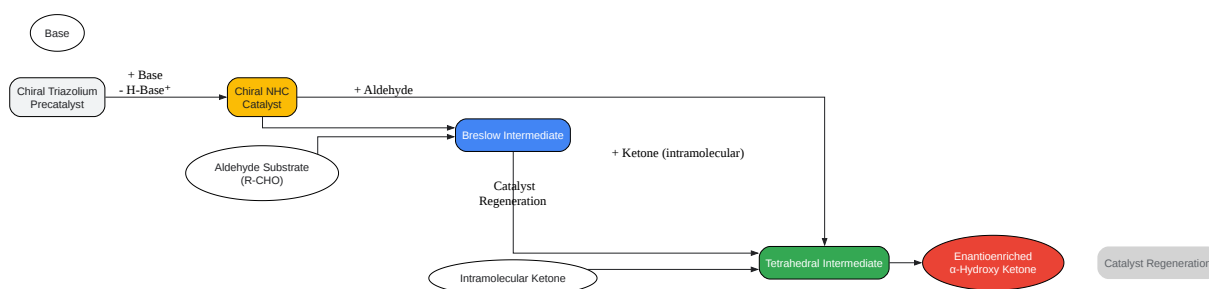 Base
+ Base
- H-Base⁺
Chiral Triazolium
Precatalyst
Chiral NHC
Catalyst
+ Aldehyde
Breslow Intermediate
Aldehyde Substrate
(R-CHO)
+ Ketone (intramolecular)
Catalyst
Regeneration
Tetrahedral Intermediate
Intramolecular Ketone
Enantioenriched
α-Hydroxy Ketone
Catalyst Regeneration